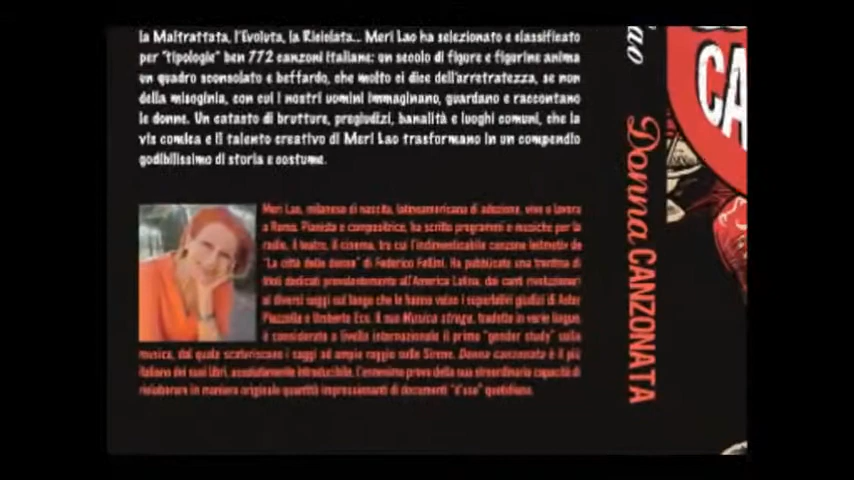 la Maltrattata, l'Evoluta, la Riciclata... Meri Lao ha selezionato e classificato
per "tipologie" ben 772 canzoni italiane: un secolo di figure e figurine anima
un quadro sconsolato e beffardo, che molto ci dice dell'arretratezza, se non
della misoginia, con cui i nostri uomini immaginano, guardano e raccontano
le donne. Un catasto di brutture, pregiudizi, banalità e luoghi comuni, che la
vis comica e il talento creativo di Meri Lao trasformano in un compendio
godibilissimo di storia e costume.
Meri Lao, milanese di nascita, latinoamericana di adozione, vive e lavora
a Roma. Pianista e compositrice, ha scritto programmi e musiche per la
radio, il teatro, il cinema, tra cui l'indimenticabile canzone leitmotiv de
"La città delle donne" di Federico Fellini. Ha pubblicato una trentina di
titoli dedicati prevalentemente all'America Latina, dai canti rivoluzionari
ai diversi saggi sul tango che le hanno valso i superlativi giudizi di Astor
Piazzolla e Umberto Eco. Il suo Musica strega, tradotto in varie lingue,
è considerato a livello internazionale il primo "gender study" sulla
musica, dal quale scaturiscono i saggi ad ampio raggio sulle Sirene. Donna canzonata è il più
italiano dei suoi libri, assolutamente intraducibile, l'ennesima prova della sua straordinaria capacità di
rielaborare in maniera originale quantità impressionanti di documenti "d'uso" quotidiano.
Lao
Donna CANZONATA
CA